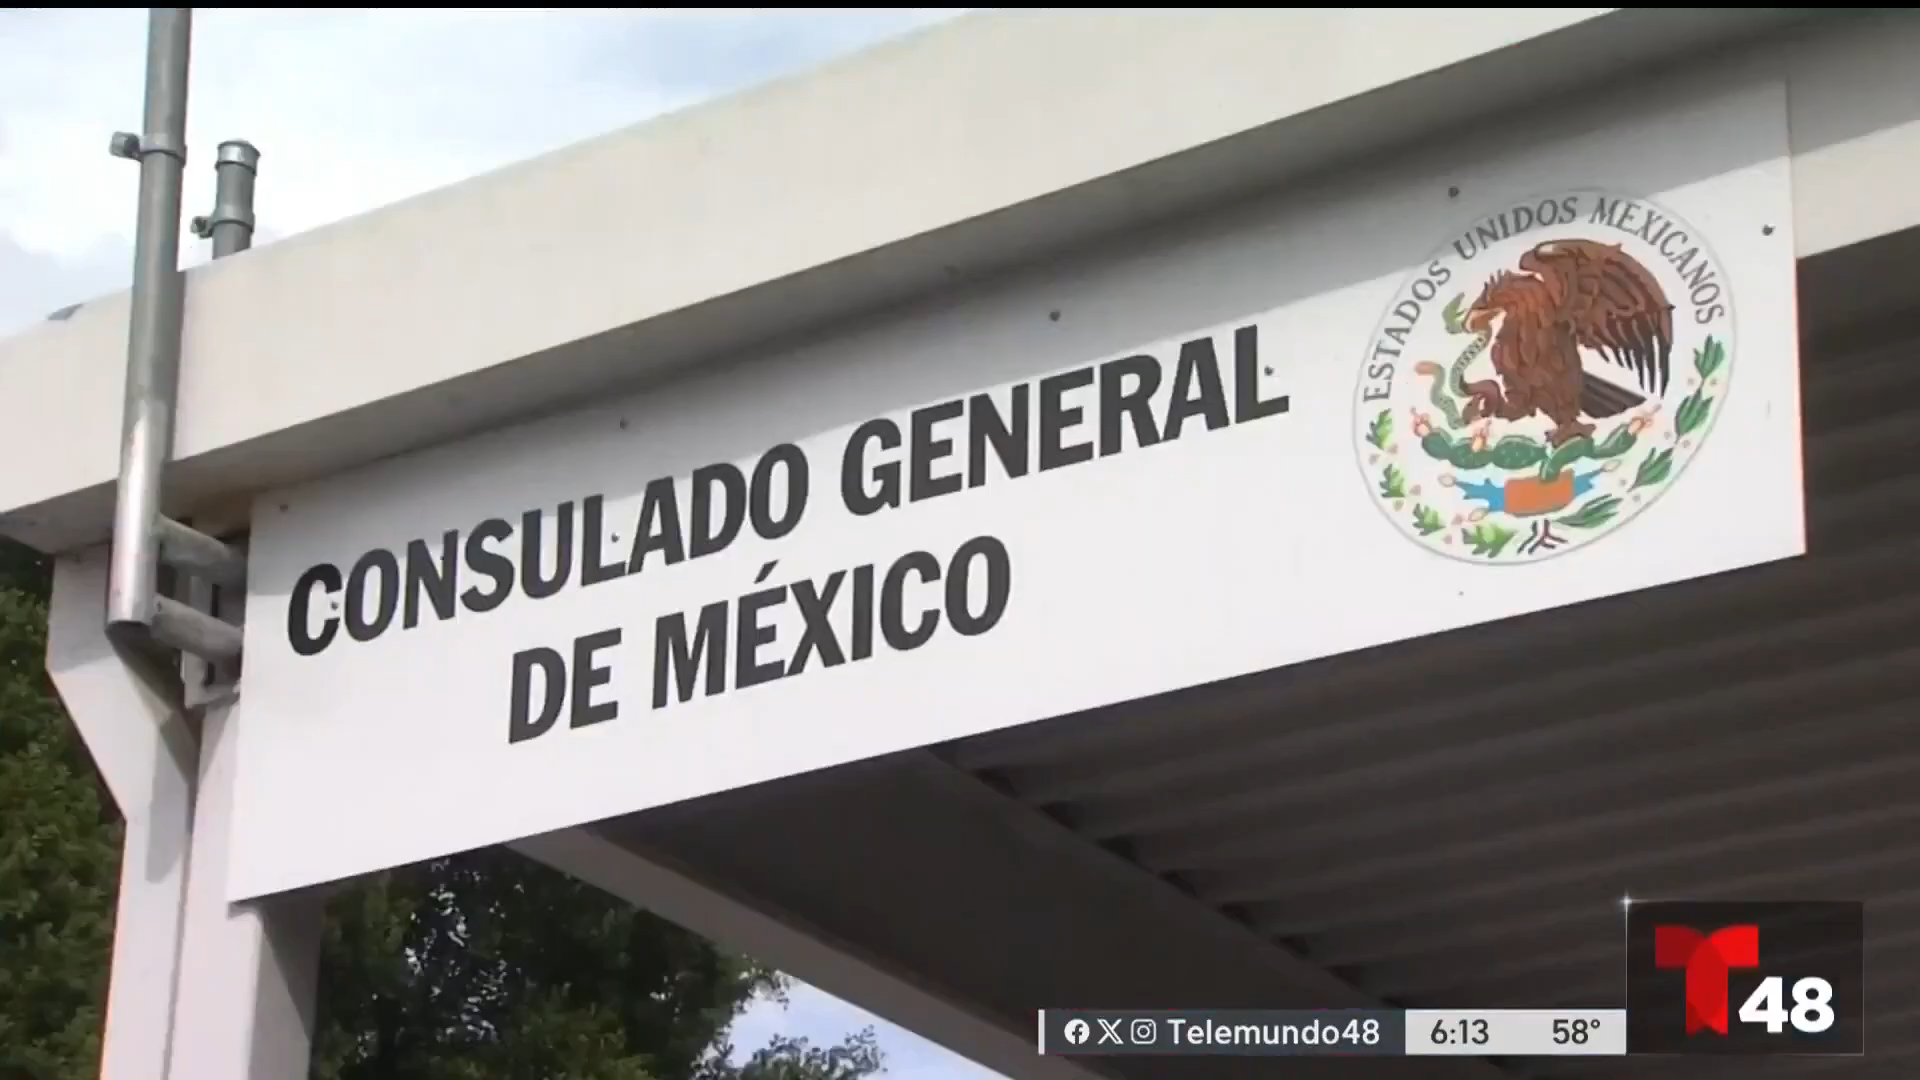 CONSULADO GENERAL
DE MÉXICO
ESTADOS UNIDOS MEXICANOS
Telemundo48
6:13 58°
T 48